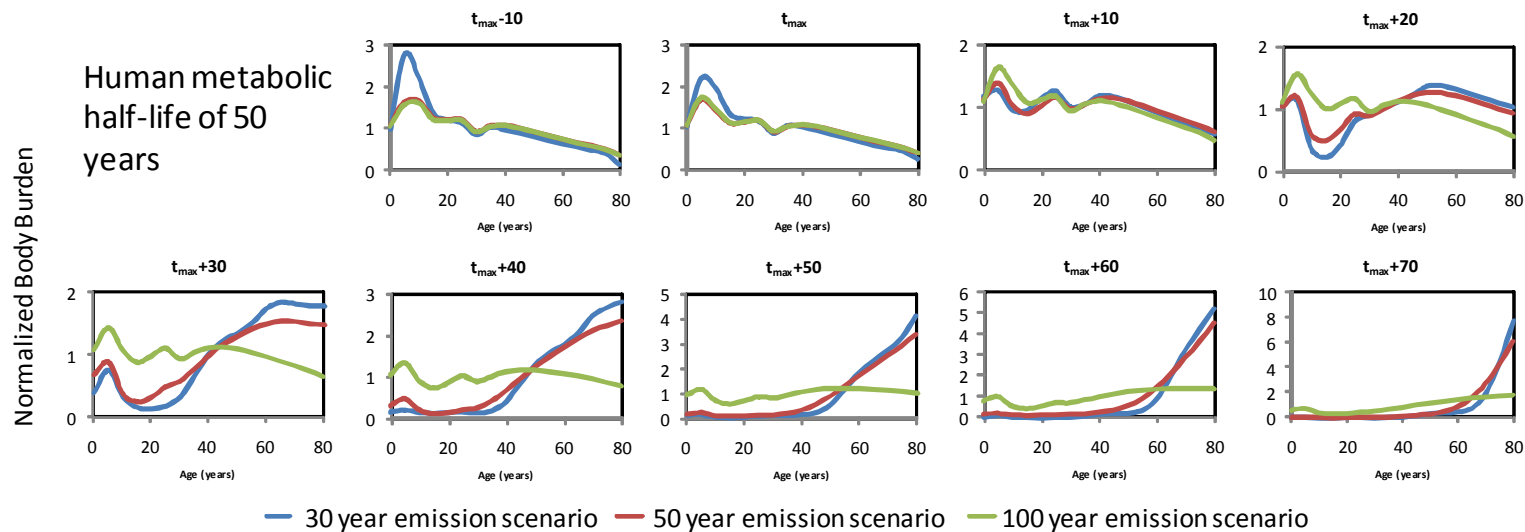 Human metabolic
half-life of 50
years
Normalized Body Burden
tmax-10
3
2
1
0
0 20 40 60 80
Age (years)
tmax
3
2
1
0
0 20 40 60 80
Age (years)
tmax+10
2
1
0
0 20 40 60 80
Age (years)
tmax+20
2
1
0
0 20 40 60 80
Age (years)
tmax+30
2
1
0
0 20 40 60 80
Age (years)
tmax+40
3
2
1
0
0 20 40 60 80
Age (years)
tmax+50
5
4
3
2
1
0
0 20 40 60 80
Age (years)
tmax+60
6
5
4
3
2
1
0
0 20 40 60 80
Age (years)
tmax+70
10
8
6
4
2
0
0 20 40 60 80
Age (years)
30 year emission scenario 50 year emission scenario 100 year emission scenario